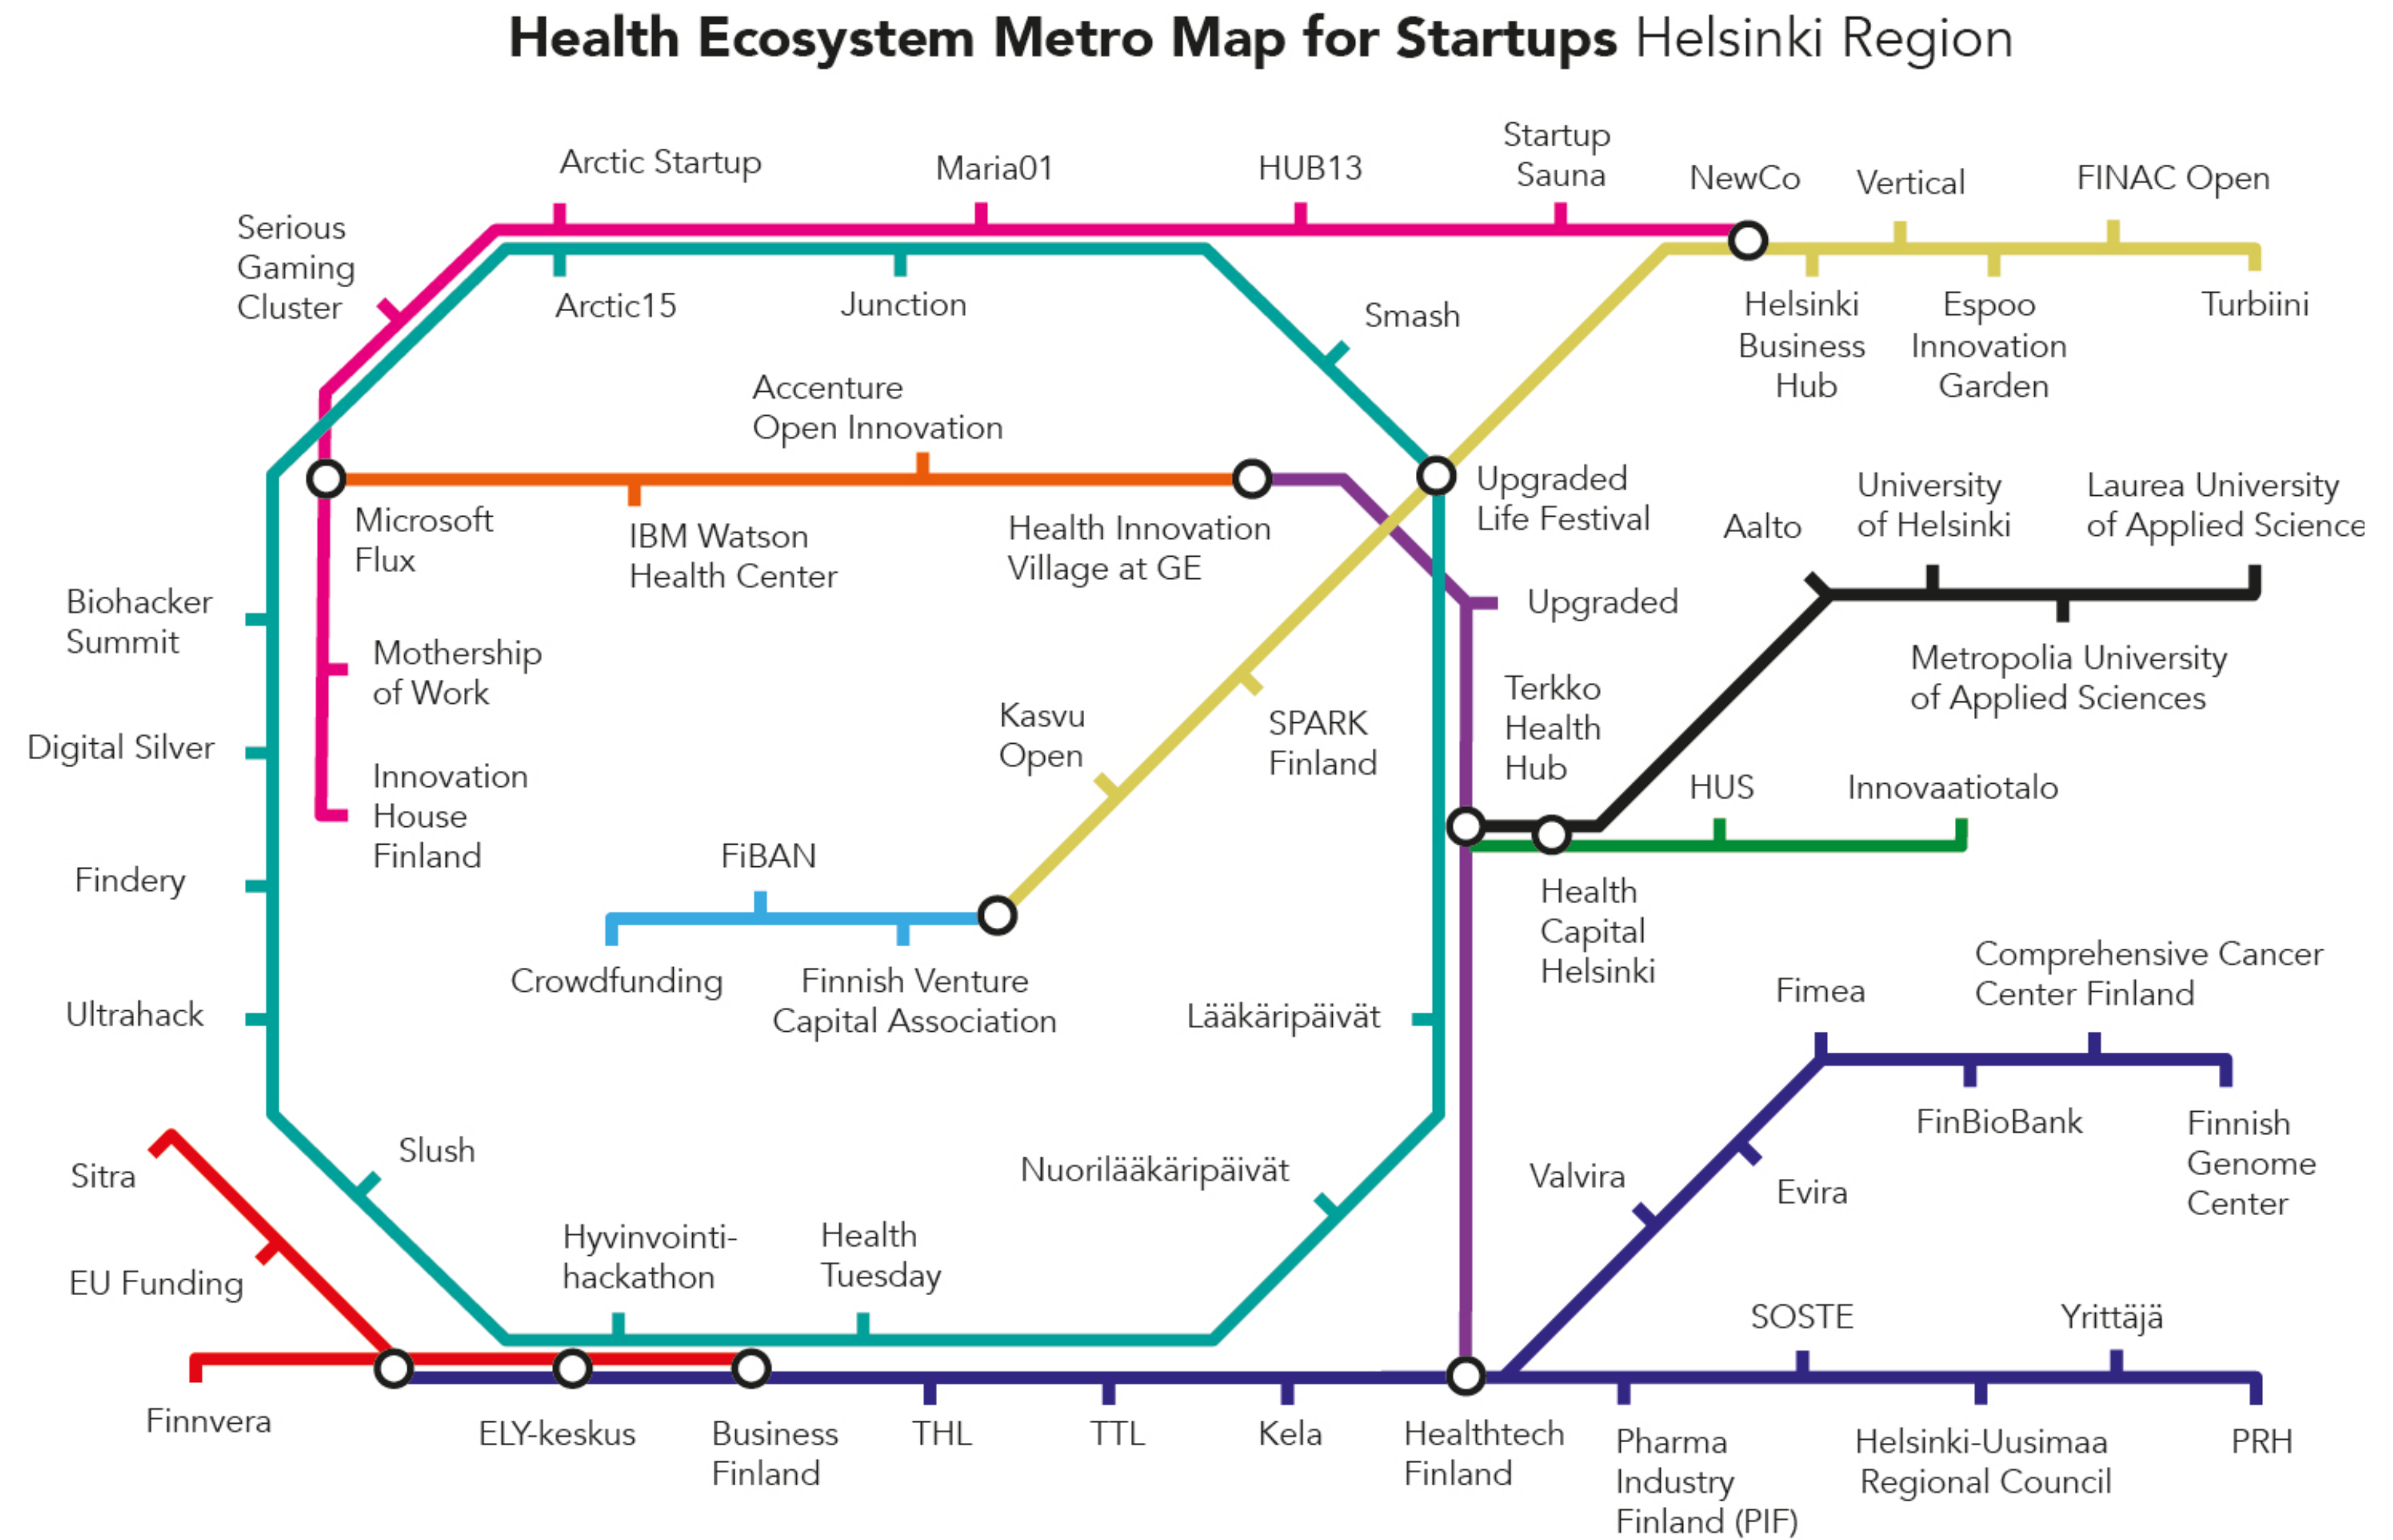 Health Ecosystem Metro Map for Startups Helsinki Region
Arctic Startup
Maria01
HUB13
Startup
Sauna
NewCo
Vertical
FINAC Open
Serious
Gaming
Cluster
Arctic15
Junction
Smash
Helsinki
Business
Hub
Espoo
Innovation
Garden
Turbiini
Accenture
Open Innovation
Microsoft
Flux
IBM Watson
Health Center
Health Innovation
Village at GE
Upgraded
Life Festival
Aalto
University
of Helsinki
Laurea University
of Applied Science
Biohacker
Summit
Mothership
of Work
Upgraded
Metropolia University
of Applied Sciences
Digital Silver
Innovation
House
Finland
Kasvu
Open
SPARK
Finland
Terkko
Health
Hub
HUS
Innovaatiotalo
Findery
FiBAN
Crowdfunding
Finnish Venture
Capital Association
Health
Capital
Helsinki
Ultrahack
Lääkäripäivät
Fimea
Comprehensive Cancer
Center Finland
FinBioBank
Finnish
Genome
Center
Sitra
Slush
Nuorilääkäripäivät
Valvira
Evira
EU Funding
Hyvinvointi-
hackathon
Health
Tuesday
SOSTE
Yrittäjä
Finnvera
ELY-keskus
Business
Finland
THL
TTL
Kela
Healthtech
Finland
Pharma
Industry
Finland (PIF)
Helsinki-Uusimaa
Regional Council
PRH